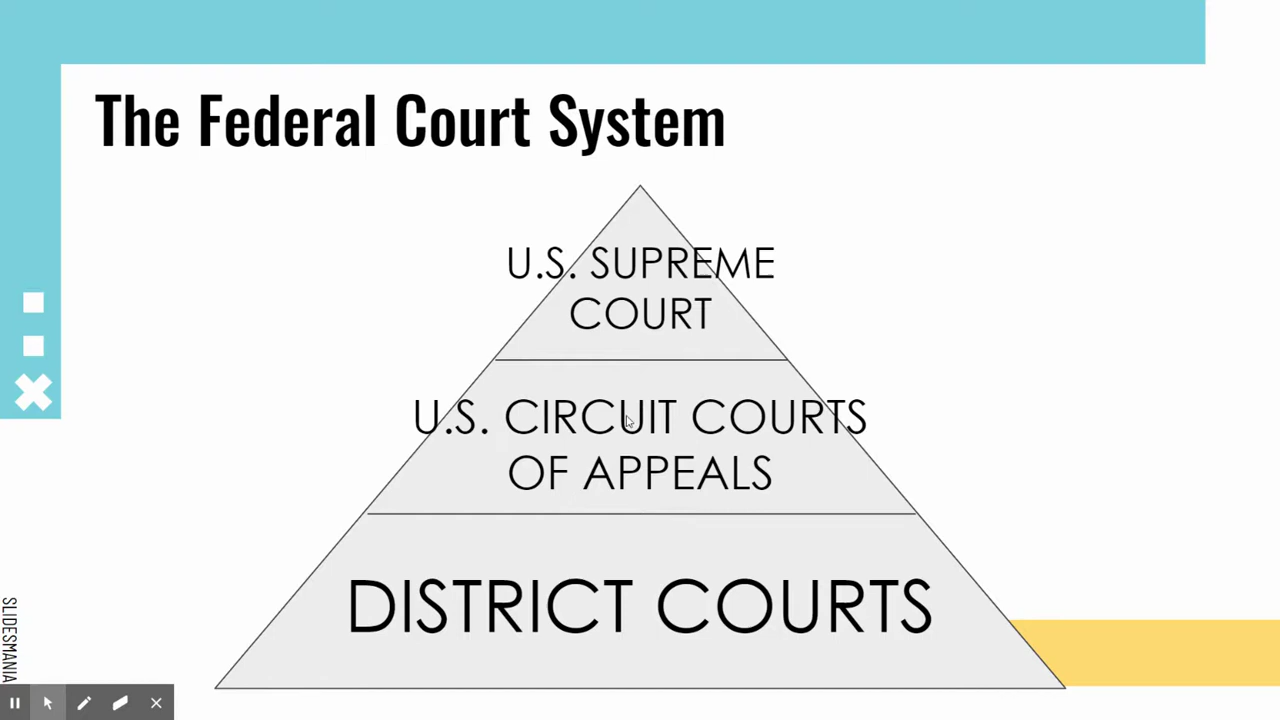 The Federal Court System
U.S. SUPREME
COURT
U.S. CIRCUIT COURTS
OF APPEALS
DISTRICT COURTS
SLIDESMANIA